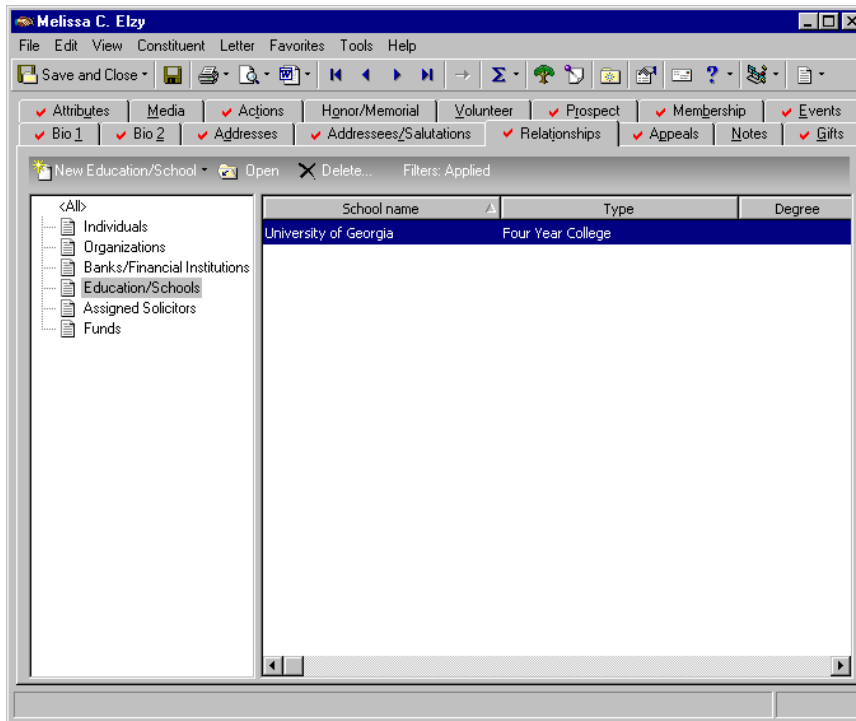 Melissa C. Elzy
File Edit View Constituent Letter Favorites Tools Help
Save and Close
Attributes Media Actions Honor/Memorial Volunteer Prospect Membership Events
Bio 1 Bio 2 Addresses Addressees/Salutations Relationships Appeals Notes Gifts
New Education/School Open Delete... Filters: Applied
<All> School name Type Degree
Individuals University of Georgia Four Year College
Organizations
Banks/Financial Institutions
Education/Schools
Assigned Solicitors
Funds